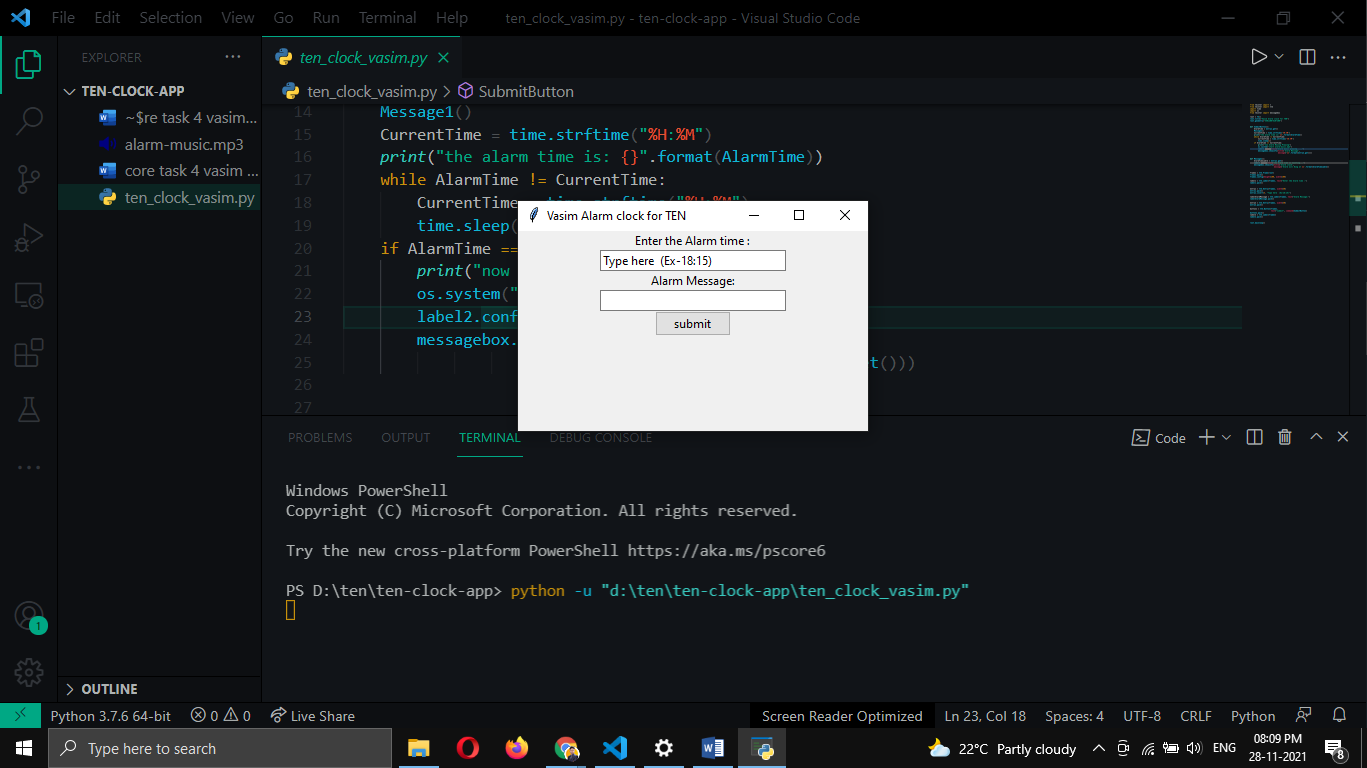 File Edit Selection View Go Run Terminal Help ten_clock_vasim.py - ten-clock-app - Visual Studio Code
EXPLORER
TEN-CLOCK-APP
~$re task 4 vasim...
alarm-music.mp3
core task 4 vasim ...
ten_clock_vasim.py
ten_clock_vasim.py
ten_clock_vasim.py > SubmitButton
14 Message1()
15 CurrentTime = time.strftime("%H:%M")
16 print("the alarm time is: {}".format(AlarmTime))
17 while AlarmTime != CurrentTime:
18 CurrentTime = time.strftime("%H:%M")
19 time.sleep(
20 if AlarmTime ==
21 print("now
22 os.system("
23 label2.conf
24 messagebox.
25 t()))
26
27
Vasim Alarm clock for TEN
Enter the Alarm time :
Type here (Ex-18:15)
Alarm Message:
submit
PROBLEMS OUTPUT TERMINAL DEBUG CONSOLE
Code
Windows PowerShell
Copyright (C) Microsoft Corporation. All rights reserved.
Try the new cross-platform PowerShell https://aka.ms/pscore6
PS D:\ten\ten-clock-app> python -u "d:\ten\ten-clock-app\ten_clock_vasim.py"
1
OUTLINE
Python 3.7.6 64-bit 0 0 Live Share Screen Reader Optimized Ln 23, Col 18 Spaces: 4 UTF-8 CRLF Python
Type here to search
22°C Partly cloudy
ENG
08:09 PM
28-11-2021
8